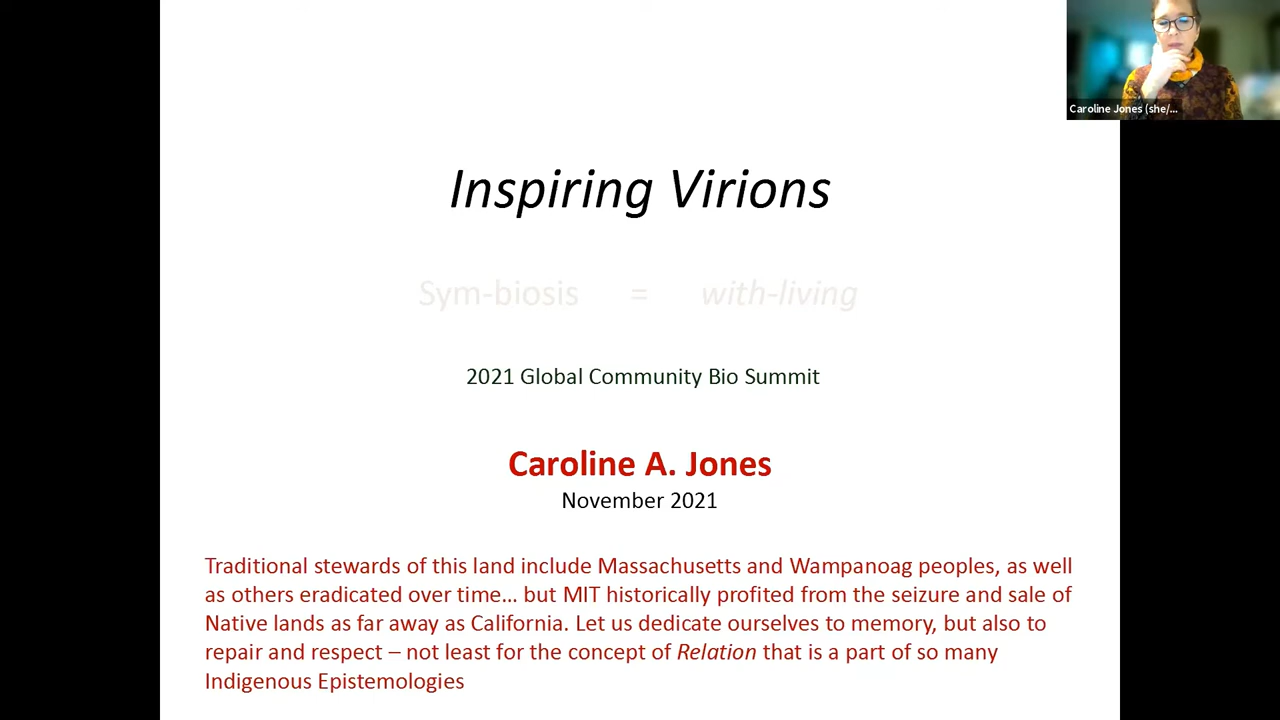 Caroline Jones (she/...
Inspiring Virions
Sym-biosis = with-living
2021 Global Community Bio Summit
Caroline A. Jones
November 2021
Traditional stewards of this land include Massachusetts and Wampanoag peoples, as well
as others eradicated over time… but MIT historically profited from the seizure and sale of
Native lands as far away as California. Let us dedicate ourselves to memory, but also to
repair and respect – not least for the concept of Relation that is a part of so many
Indigenous Epistemologies